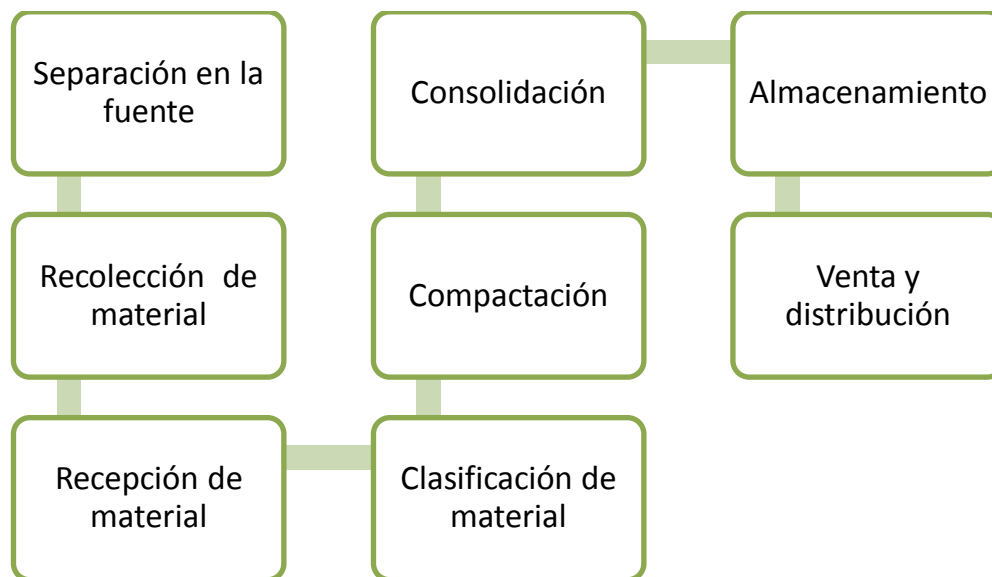 Separación en la
fuente
Recolección  de
material
Recepción de
material
Clasificación de
material
Compactación
Consolidación
Almacenamiento
Venta y
distribución